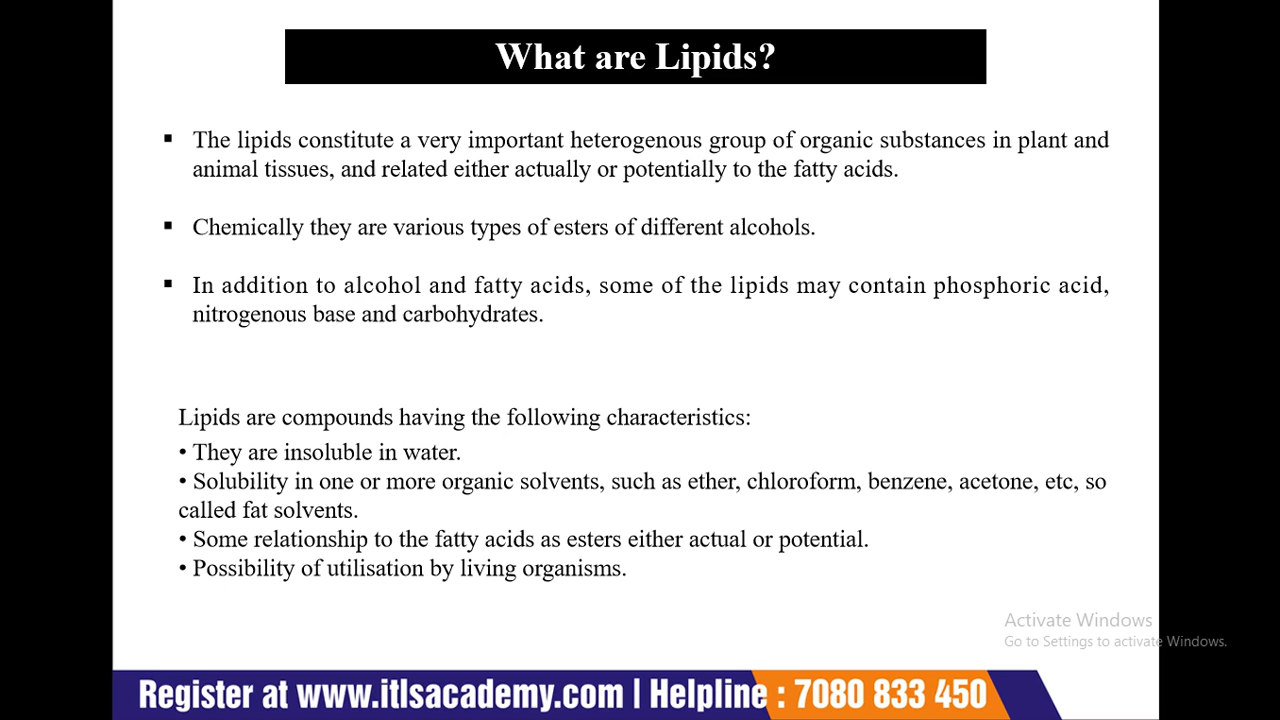 What are Lipids?
▪ The lipids constitute a very important heterogenous group of organic substances in plant and
animal tissues, and related either actually or potentially to the fatty acids.
▪ Chemically they are various types of esters of different alcohols.
▪ In addition to alcohol and fatty acids, some of the lipids may contain phosphoric acid,
nitrogenous base and carbohydrates.
Lipids are compounds having the following characteristics:
• They are insoluble in water.
• Solubility in one or more organic solvents, such as ether, chloroform, benzene, acetone, etc, so
called fat solvents.
• Some relationship to the fatty acids as esters either actual or potential.
• Possibility of utilisation by living organisms.
Activate Windows
Go to Settings to activate Windows.
Register at www.itlsacademy.com | Helpline : 7080 833 450